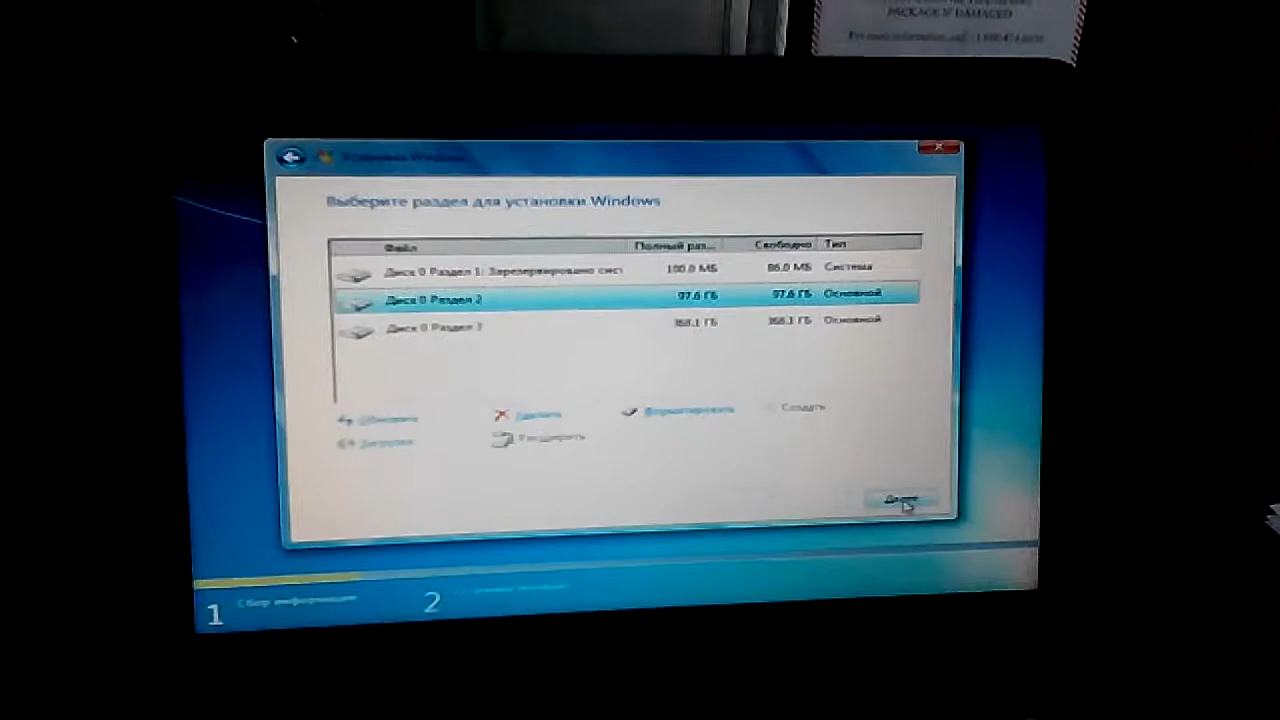 PACKAGE IF DAMAGED
Установка Windows
Выберите раздел для установки Windows
Файл Полный раз... Свободно Тип
Диск 0 Раздел 1: Зарезервировано сист 100.0 МБ 86.0 МБ Система
Диск 0 Раздел 2 97.6 ГБ 97.6 ГБ Основной
Диск 0 Раздел 3 368.1 ГБ 368.1 ГБ Основной
Обновить Удалить Форматировать Создать
Загрузка Расширить
Далее
1 Сбор информации 2